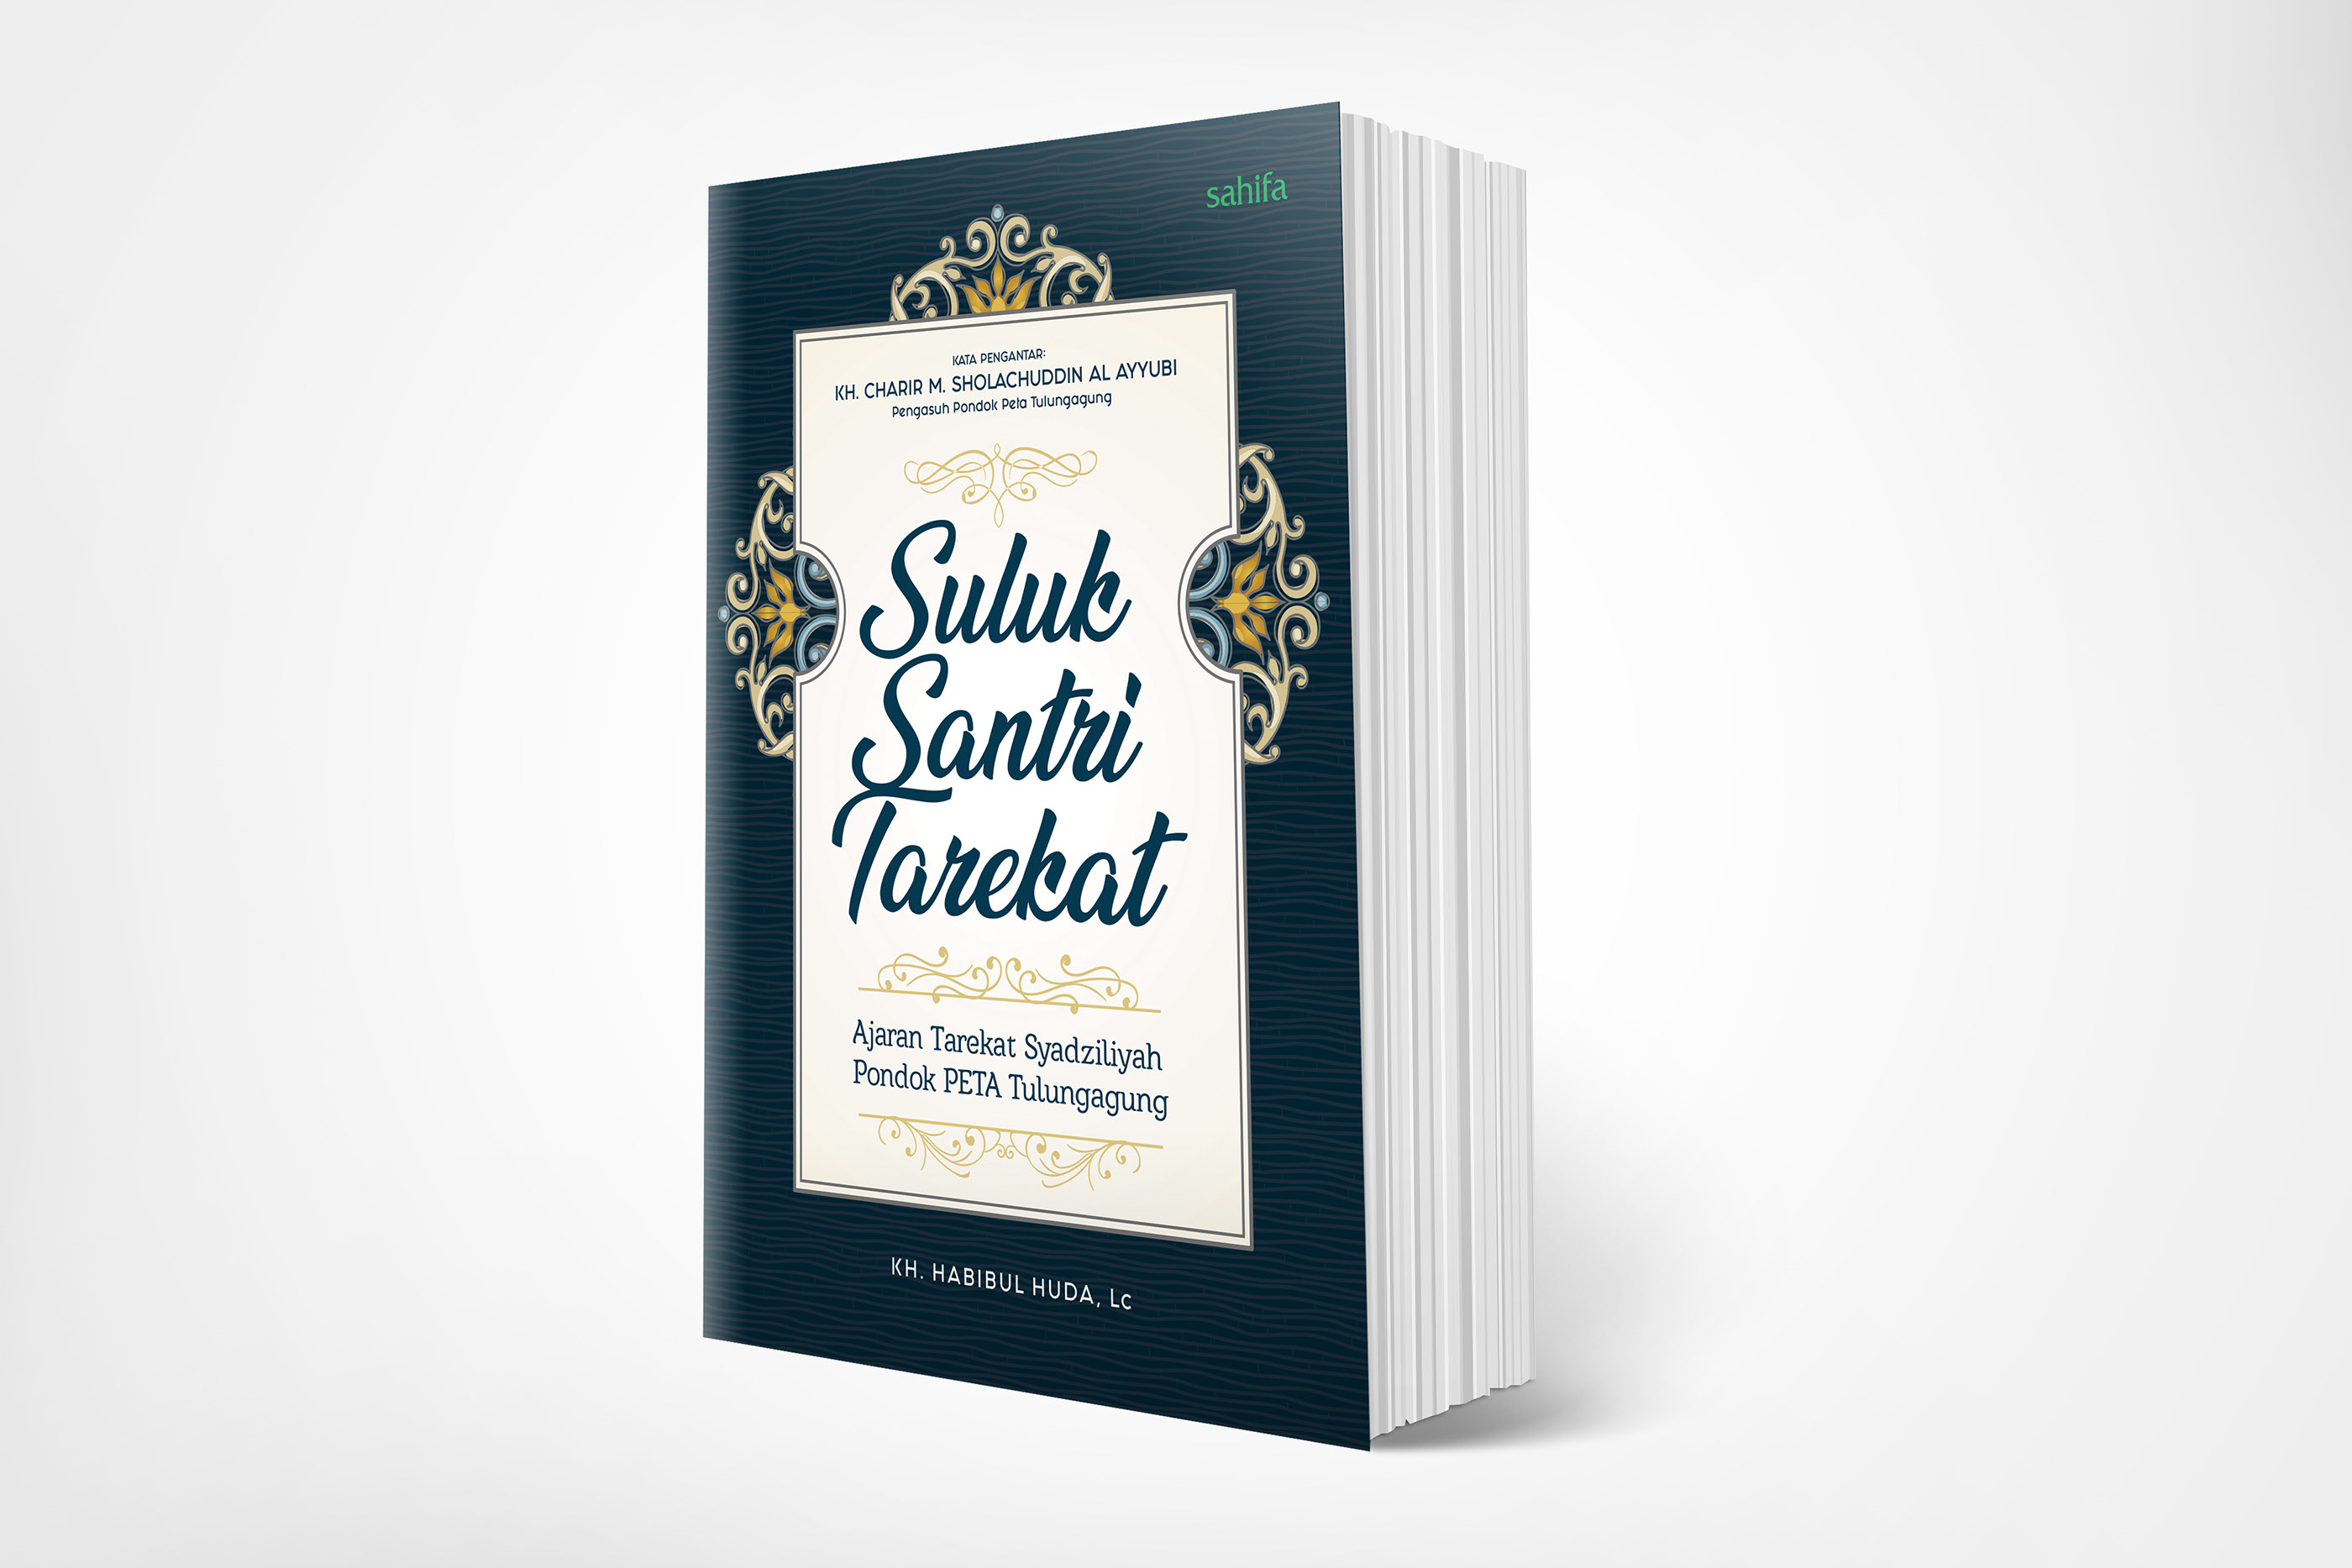 sahifa
KATA PENGANTAR:
KH. CHARIR M. SHOLACHUDDIN AL AYYUBI
Pengasuh Pondok Peta Tulungagung
Suluk
Santri
Tarekat
Ajaran Tarekat Syadziliyah
Pondok PETA Tulungagung
KH. HABIBUL HUDA, Lc